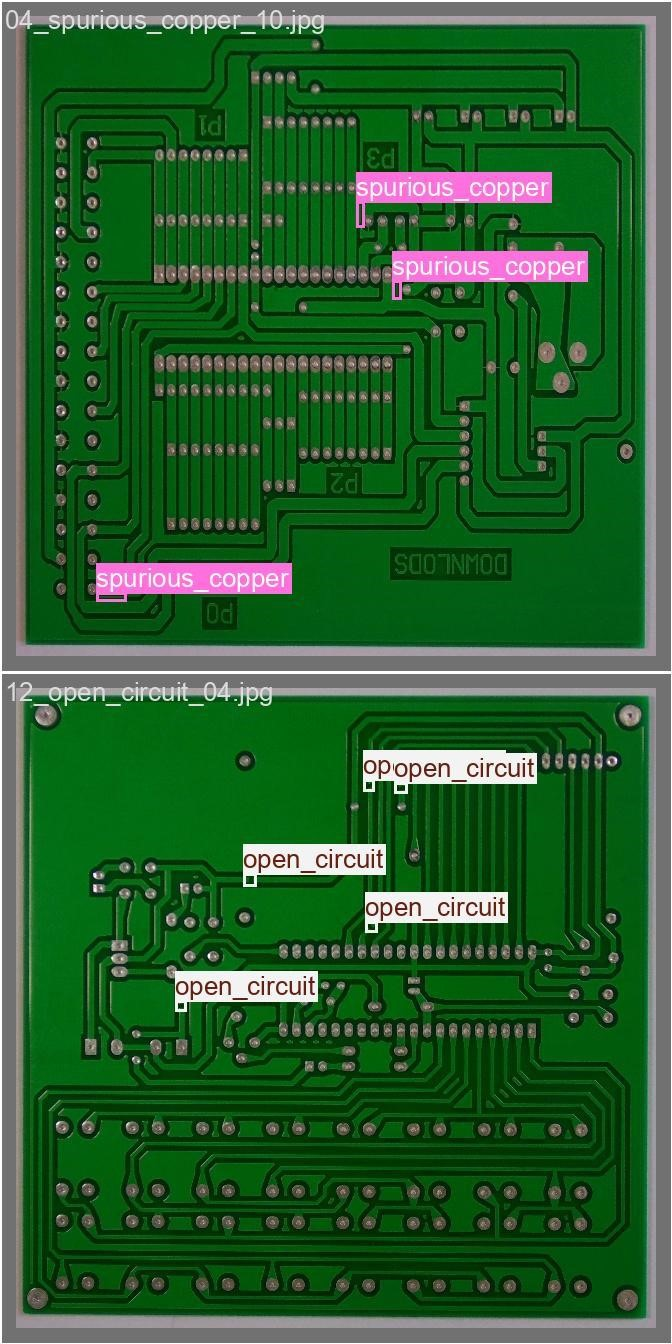 04_spurious_copper_10.jpg
P1
P3
spurious_copper
spurious_copper
P2
DOWNLODS
spurious_copper
P0
12_open_circuit_04.jpg
op
open_circuit
open_circuit
open_circuit
open_circuit